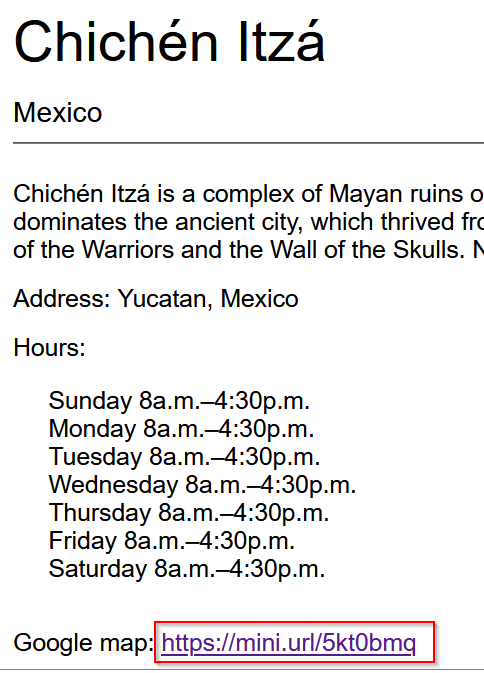 Chichén Itzá
Mexico
Chichén Itzá is a complex of Mayan ruins o
dominates the ancient city, which thrived fro
of the Warriors and the Wall of the Skulls. N
Address: Yucatan, Mexico
Hours:
Sunday 8a.m.–4:30p.m.
Monday 8a.m.–4:30p.m.
Tuesday 8a.m.–4:30p.m.
Wednesday 8a.m.–4:30p.m.
Thursday 8a.m.–4:30p.m.
Friday 8a.m.–4:30p.m.
Saturday 8a.m.–4:30p.m.
Google map: https://mini.url/5kt0bmq